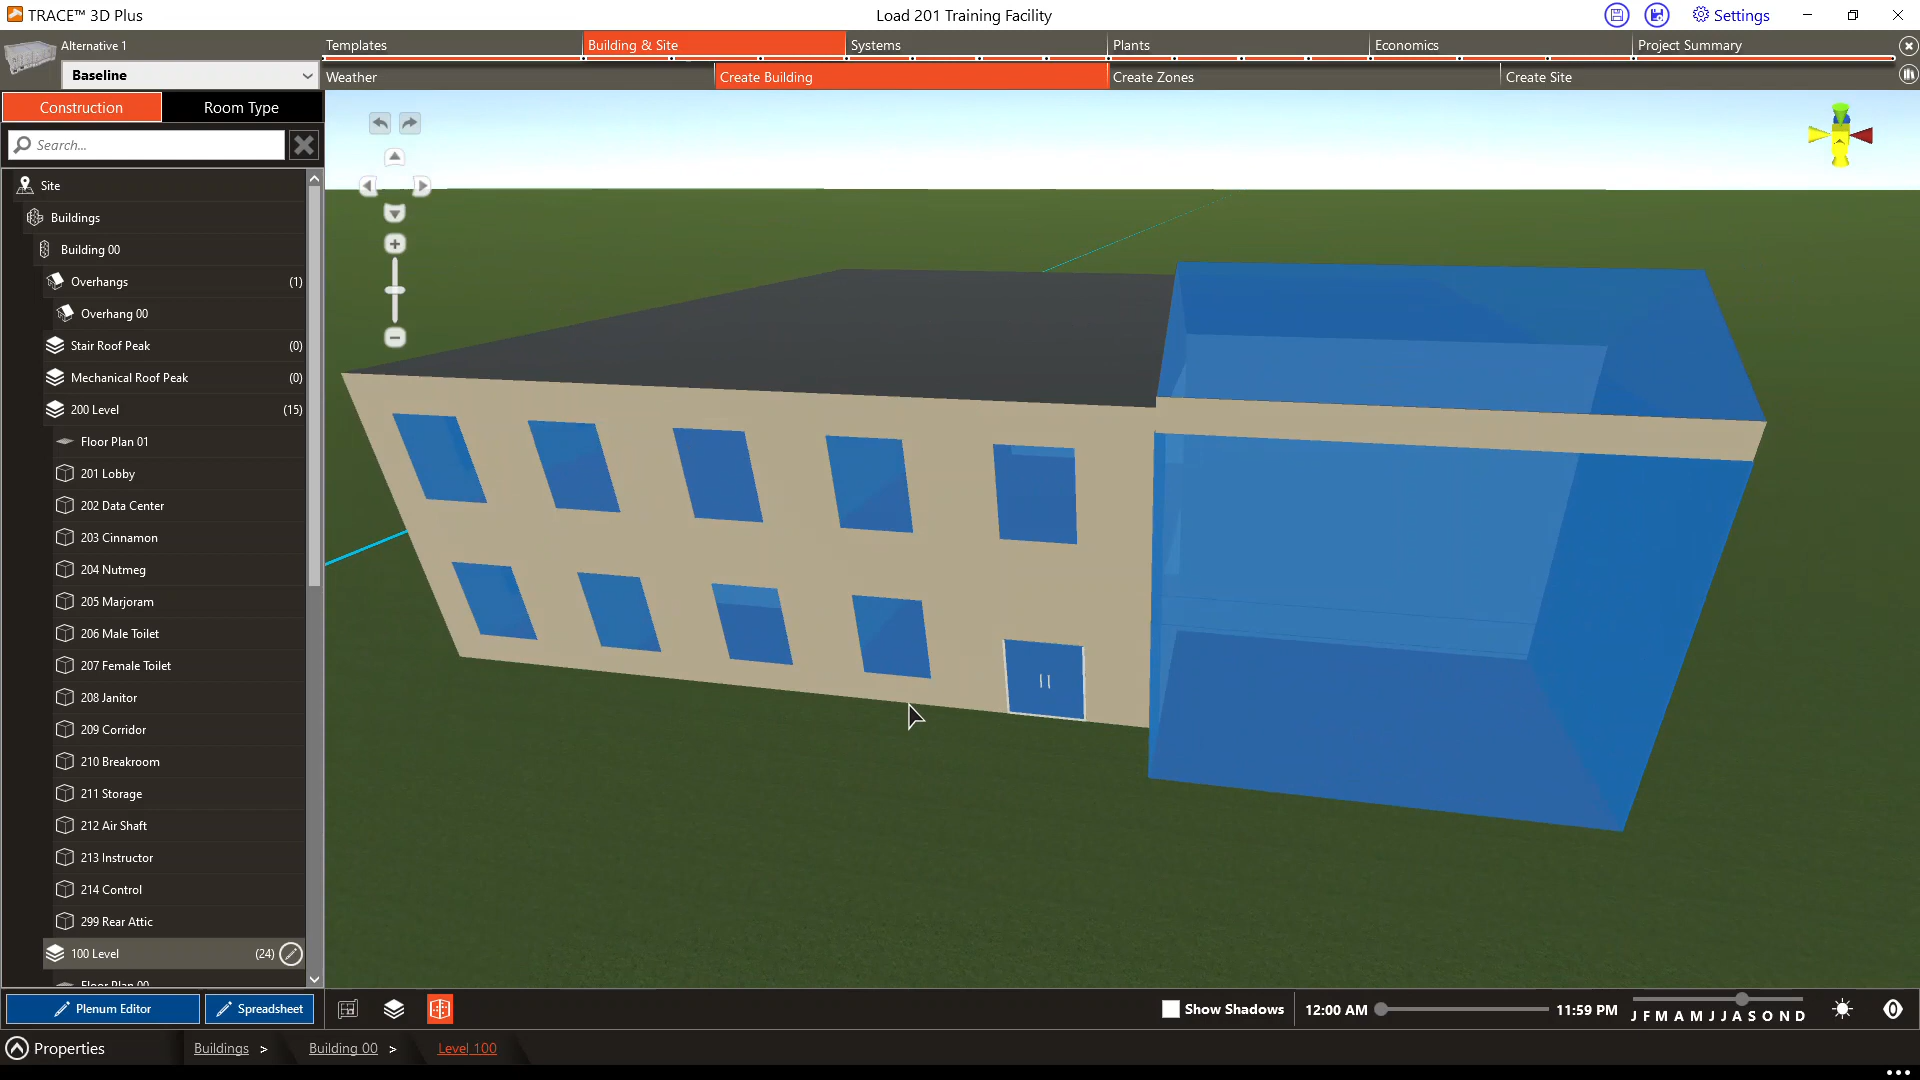 TRACE™ 3D Plus
Load 201 Training Facility
Settings
Alternative 1
Baseline
Templates
Building & Site
Systems
Plants
Economics
Project Summary
Weather
Create Building
Create Zones
Create Site
Construction
Room Type
Search...
Site
Buildings
Building 00
Overhangs (1)
Overhang 00
Stair Roof Peak (0)
Mechanical Roof Peak (0)
200 Level (15)
Floor Plan 01
201 Lobby
202 Data Center
203 Cinnamon
204 Nutmeg
205 Marjoram
206 Male Toilet
207 Female Toilet
208 Janitor
209 Corridor
210 Breakroom
211 Storage
212 Air Shaft
213 Instructor
214 Control
299 Rear Attic
100 Level (24)
Floor Plan 00
Plenum Editor
Spreadsheet
Show Shadows
12:00 AM
11:59 PM
J F M A M J J A S O N D
Properties
Buildings >
Building 00 >
Level 100